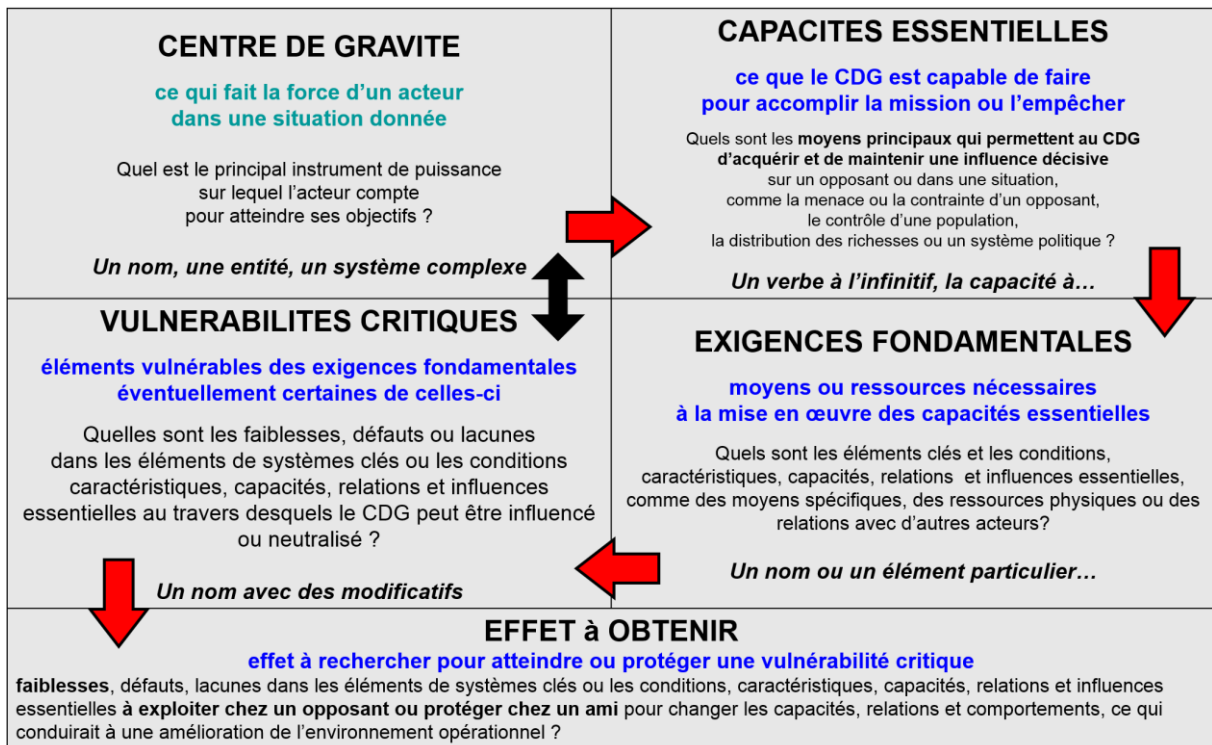 CENTRE DE GRAVITE
ce qui fait la force d'un acteur
dans une situation donnée
Quel est le principal instrument de puissance
sur lequel l'acteur compte
pour atteindre ses objectifs ?
Un nom, une entité, un système complexe
CAPACITES ESSENTIELLES
ce que le CDG est capable de faire
pour accomplir la mission ou l'empêcher
Quels sont les moyens principaux qui permettent au CDG
d'acquérir et de maintenir une influence décisive
sur un opposant ou dans une situation,
comme la menace ou la contrainte d'un opposant,
le contrôle d'une population,
la distribution des richesses ou un système politique ?
Un verbe à l'infinitif, la capacité à…
VULNERABILITES CRITIQUES
éléments vulnérables des exigences fondamentales
éventuellement certaines de celles-ci
Quelles sont les faiblesses, défauts ou lacunes
dans les éléments de systèmes clés ou les conditions
caractéristiques, capacités, relations et influences
essentielles au travers desquels le CDG peut être influencé
ou neutralisé ?
Un nom avec des modificatifs
EXIGENCES FONDAMENTALES
moyens ou ressources nécessaires
à la mise en œuvre des capacités essentielles
Quels sont les éléments clés et les conditions,
caractéristiques, capacités, relations et influences essentielles,
comme des moyens spécifiques, des ressources physiques ou des
relations avec d'autres acteurs?
Un nom ou un élément particulier…
EFFET à OBTENIR
effet à rechercher pour atteindre ou protéger une vulnérabilité critique
faiblesses, défauts, lacunes dans les éléments de systèmes clés ou les conditions, caractéristiques, capacités, relations et influences
essentielles à exploiter chez un opposant ou protéger chez un ami pour changer les capacités, relations et comportements, ce qui
conduirait à une amélioration de l'environnement opérationnel ?